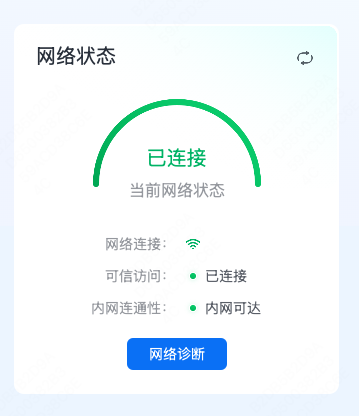 网络状态
已连接
当前网络状态
网络连接：
可信访问： 已连接
内网连通性： 内网可达
网络诊断